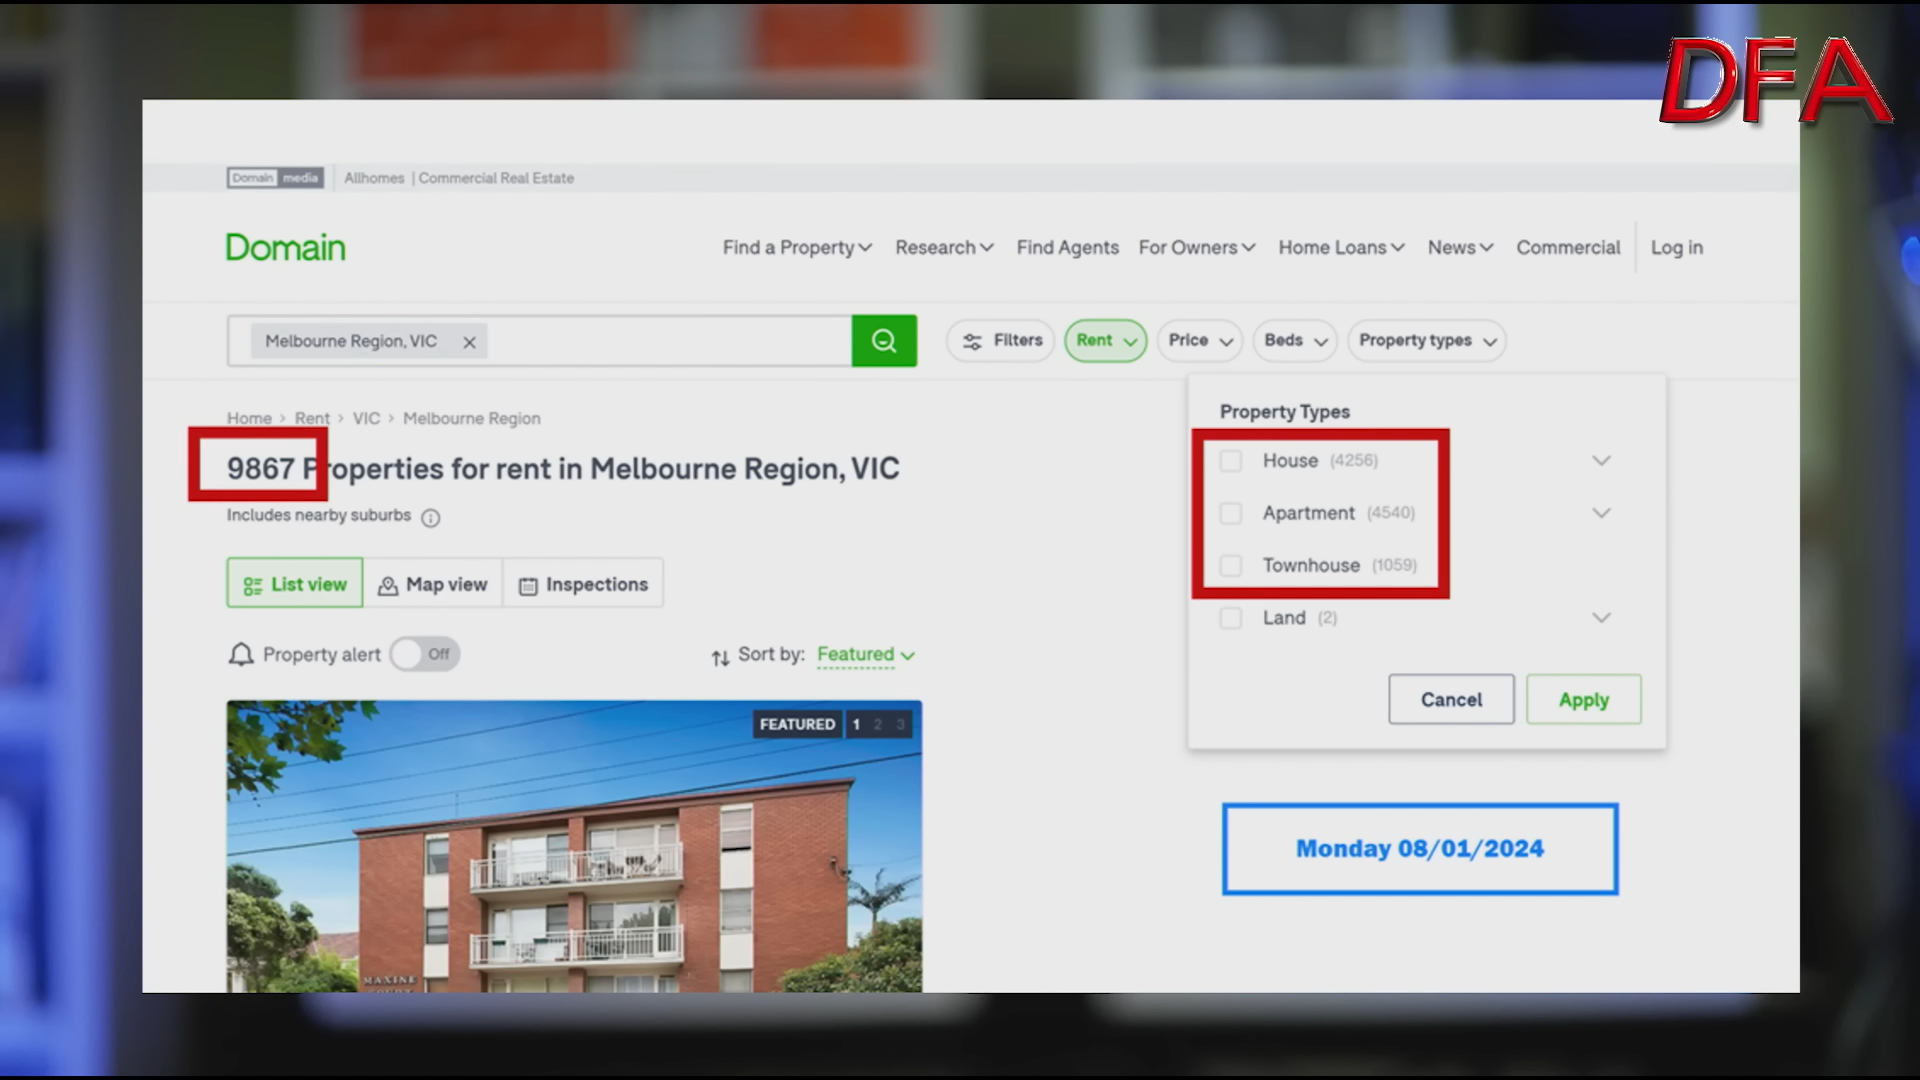 DFA
Domain media Allhomes | Commercial Real Estate
Domain
Find a Property Research Find Agents For Owners Home Loans News Commercial Log in
Melbourne Region, VIC
Filters Rent Price Beds Property types
Home > Rent > VIC > Melbourne Region
9867 Properties for rent in Melbourne Region, VIC
Includes nearby suburbs
List view Map view Inspections
Property alert Off Sort by: Featured
FEATURED 1 2 3
MAXINE
Property Types
House (4256)
Apartment (4540)
Townhouse (1059)
Land (2)
Cancel Apply
Monday 08/01/2024